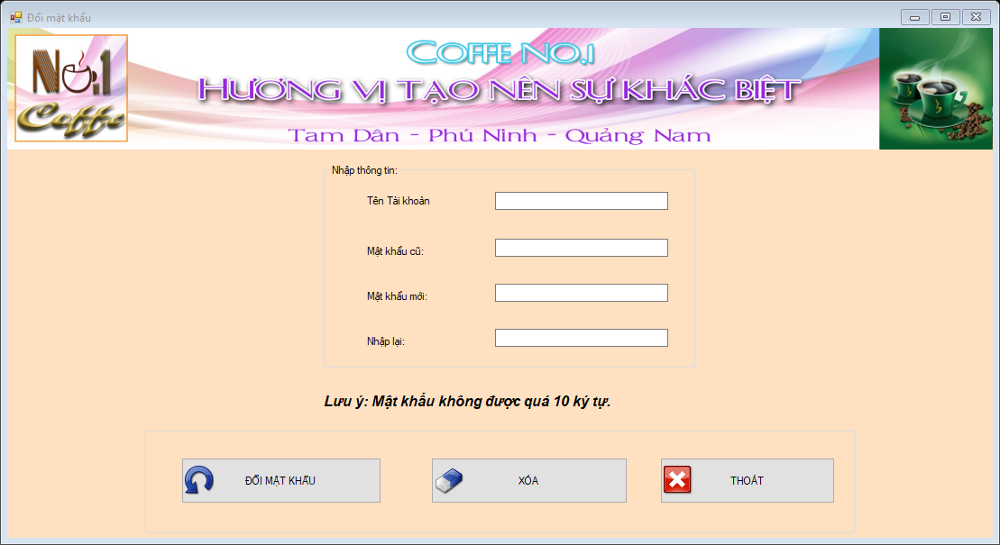 Đổi mật khẩu
No.1
Coffe
COFFE NO.1
HƯƠNG VỊ TẠO NÊN SỰ KHÁC BIỆT
Tam Dân - Phú Ninh - Quảng Nam
Nhập thông tin:
Tên Tài khoản
Mật khẩu cũ:
Mật khẩu mới:
Nhập lại:
Lưu ý: Mật khẩu không được quá 10 ký tự.
ĐỔI MẬT KHẨU
XÓA
THOÁT